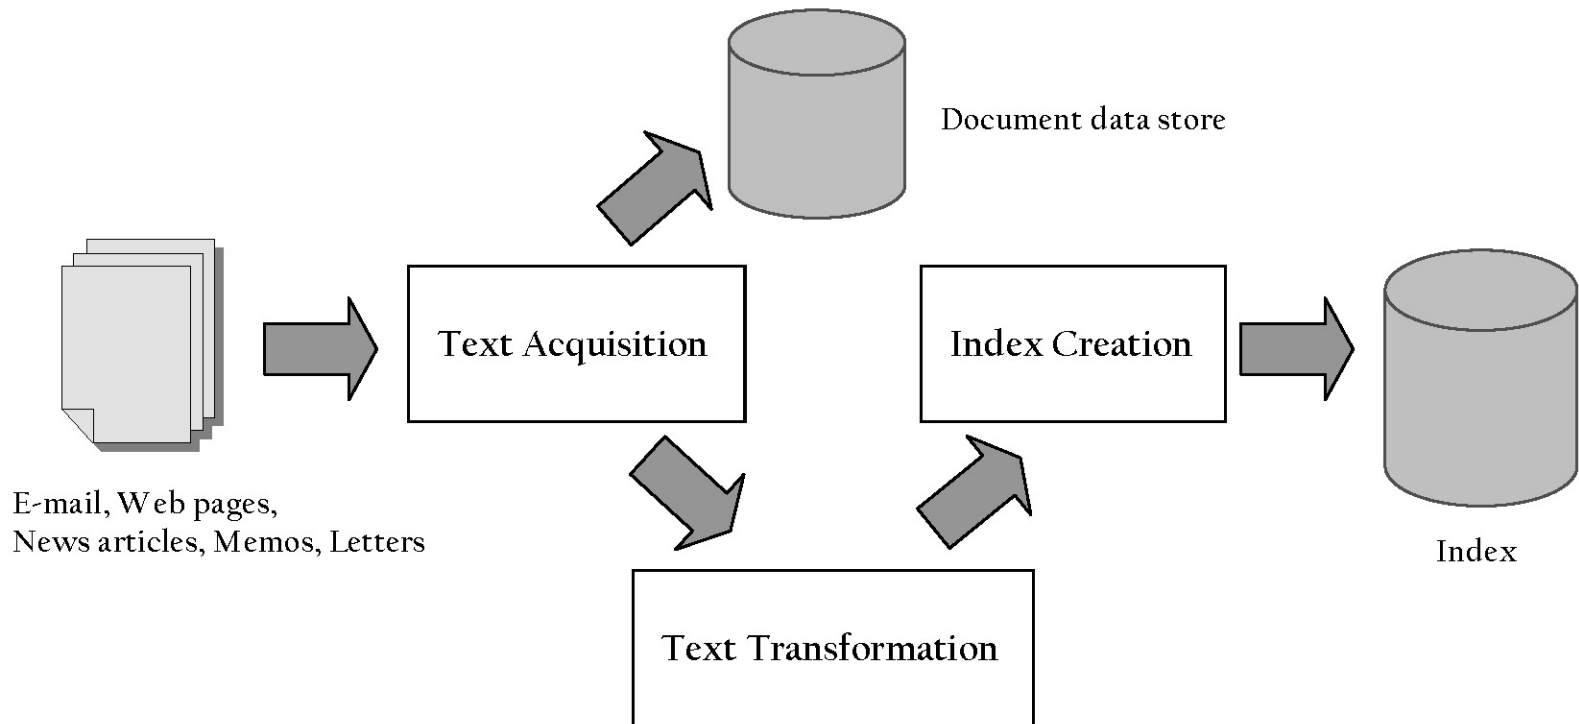 Document data store
Text Acquisition
Index Creation
E-mail, Web pages,
News articles, Memos, Letters
Index
Text Transformation